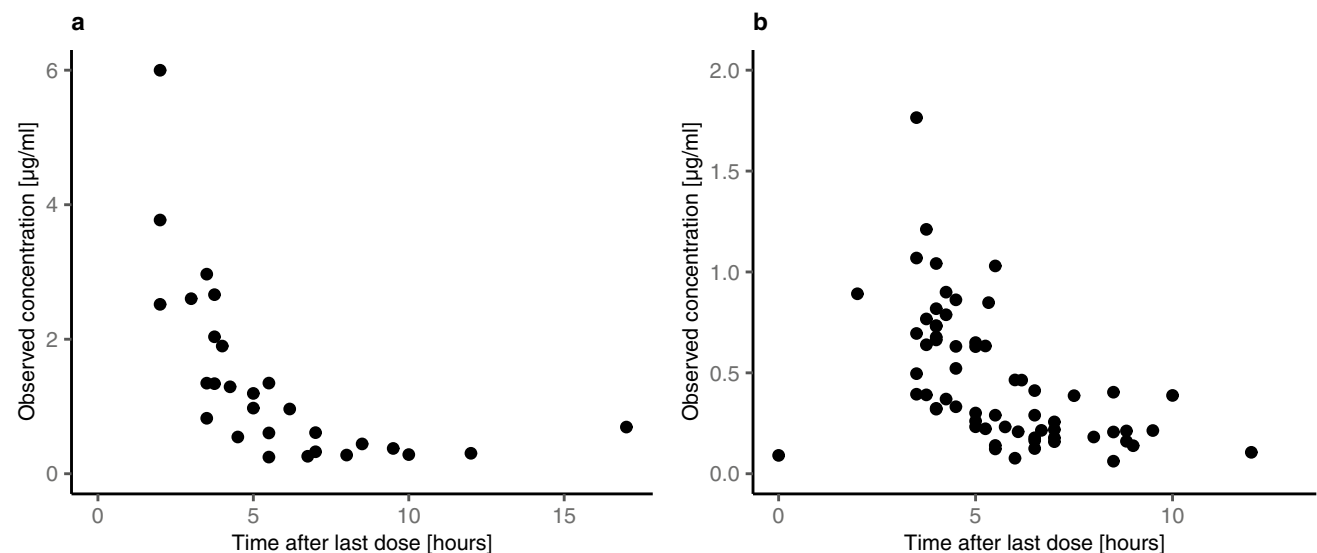 a
Observed concentration [µg/ml]
6
4
2
0
0 5 10 15
Time after last dose [hours]
b
Observed concentration [µg/ml]
2.0
1.5
1.0
0.5
0.0
0 5 10
Time after last dose [hours]